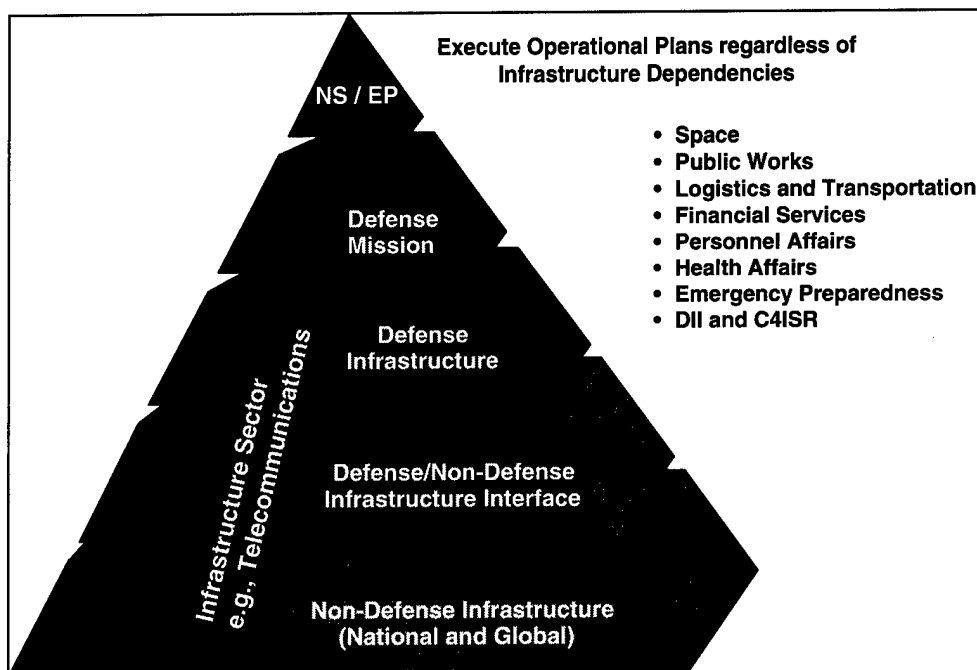 Execute Operational Plans regardless of
Infrastructure Dependencies
NS / EP
• Space
• Public Works
• Logistics and Transportation
• Financial Services
• Personnel Affairs
• Health Affairs
• Emergency Preparedness
• DII and C4ISR
Defense
Mission
Defense
Infrastructure
Infrastructure Sector
e.g., Telecommunications
Defense/Non-Defense
Infrastructure Interface
Non-Defense Infrastructure
(National and Global)